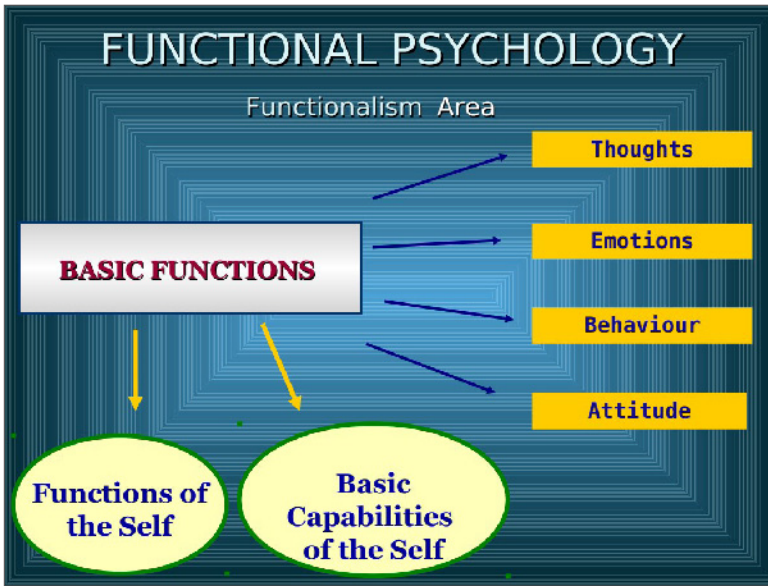 FUNCTIONAL PSYCHOLOGY
Functionalism Area
Thoughts
Emotions
BASIC FUNCTIONS
Behaviour
Attitude
Functions of
the Self
Basic
Capabilities
of the Self